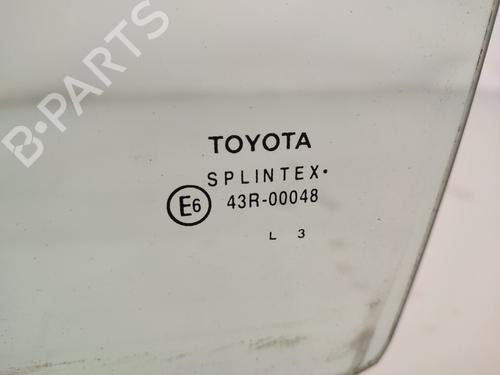 B-PARTS
TOYOTA
SPLINTEX·
E6 43R-00048
L 3